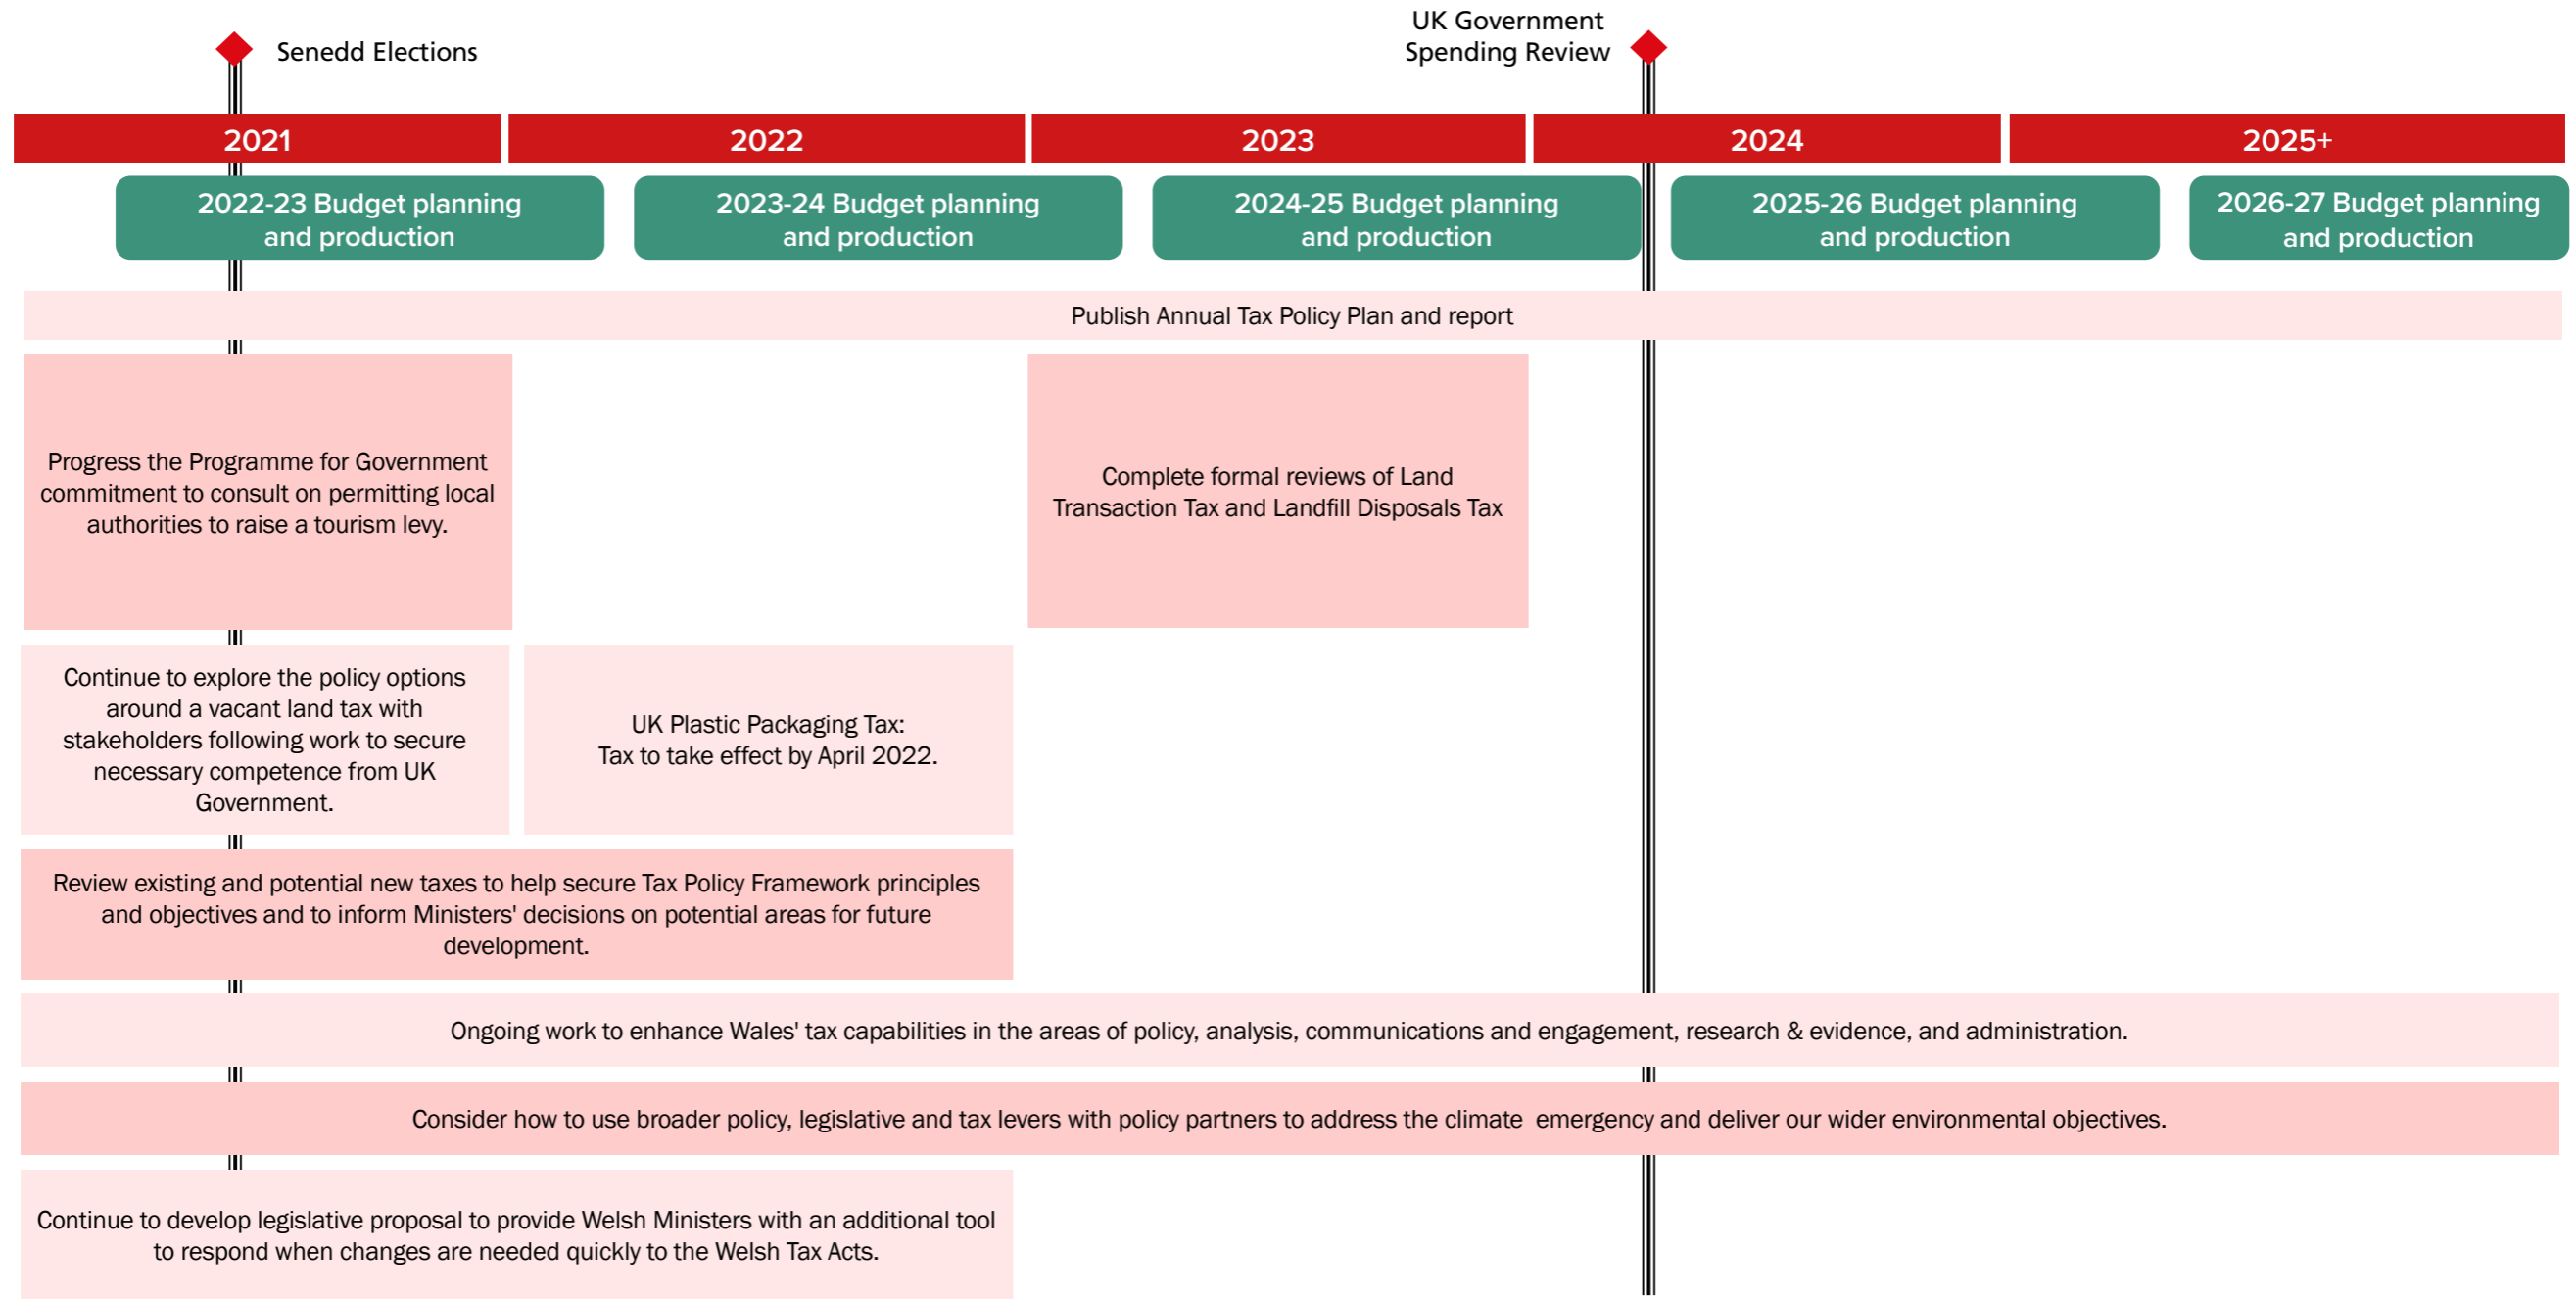 Senedd Elections
UK Government
Spending Review
2021
2022
2023
2024
2025+
2022-23 Budget planning
and production
2023-24 Budget planning
and production
2024-25 Budget planning
and production
2025-26 Budget planning
and production
2026-27 Budget planning
and production
Publish Annual Tax Policy Plan and report
Progress the Programme for Government
commitment to consult on permitting local
authorities to raise a tourism levy.
Complete formal reviews of Land
Transaction Tax and Landfill Disposals Tax
Continue to explore the policy options
around a vacant land tax with
stakeholders following work to secure
necessary competence from UK
Government.
UK Plastic Packaging Tax:
Tax to take effect by April 2022.
Review existing and potential new taxes to help secure Tax Policy Framework principles
and objectives and to inform Ministers' decisions on potential areas for future
development.
Ongoing work to enhance Wales' tax capabilities in the areas of policy, analysis, communications and engagement, research & evidence, and administration.
Consider how to use broader policy, legislative and tax levers with policy partners to address the climate  emergency and deliver our wider environmental objectives.
Continue to develop legislative proposal to provide Welsh Ministers with an additional tool
to respond when changes are needed quickly to the Welsh Tax Acts.